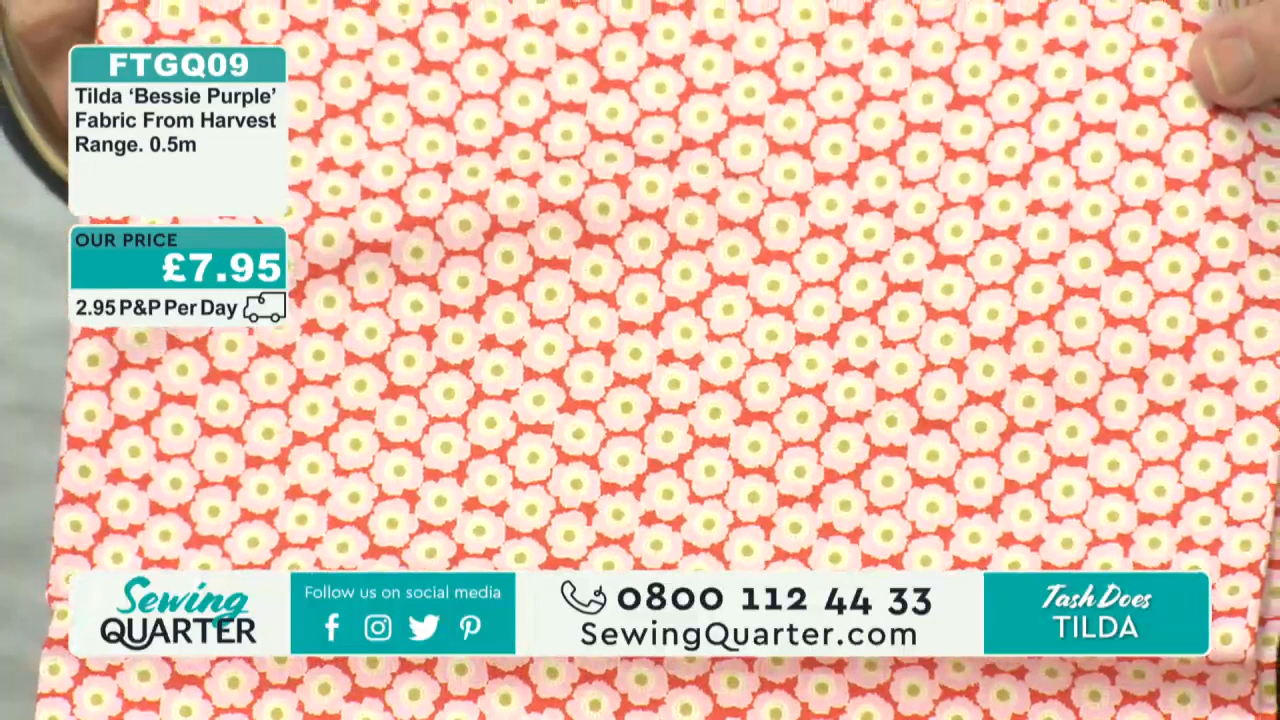 FTGQ09
Tilda ‘Bessie Purple’
Fabric From Harvest
Range. 0.5m
OUR PRICE
£7.95
2.95 P&P Per Day
Sewing
QUARTER
Follow us on social media
0800 112 44 33
SewingQuarter.com
Tash Does
TILDA